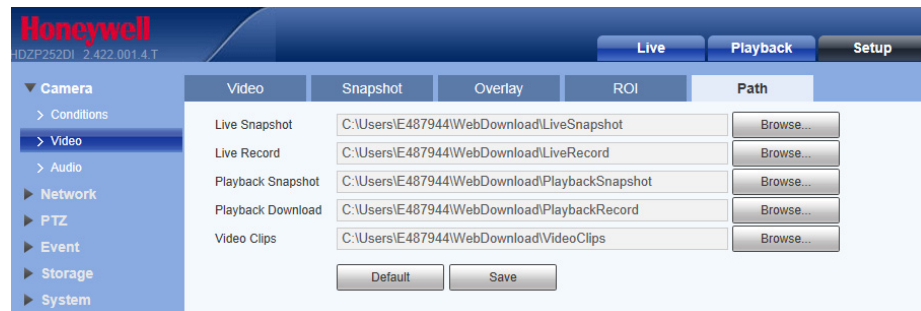 Honeywell
HDZP252DI 2.422.001.4.T
Live Playback Setup
Camera
> Conditions
> Video
> Audio
Network
PTZ
Event
Storage
System
Video Snapshot Overlay ROI Path
Live Snapshot C:\Users\E487944\WebDownload\LiveSnapshot Browse...
Live Record C:\Users\E487944\WebDownload\LiveRecord Browse...
Playback Snapshot C:\Users\E487944\WebDownload\PlaybackSnapshot Browse...
Playback Download C:\Users\E487944\WebDownload\PlaybackRecord Browse...
Video Clips C:\Users\E487944\WebDownload\VideoClips Browse...
Default Save